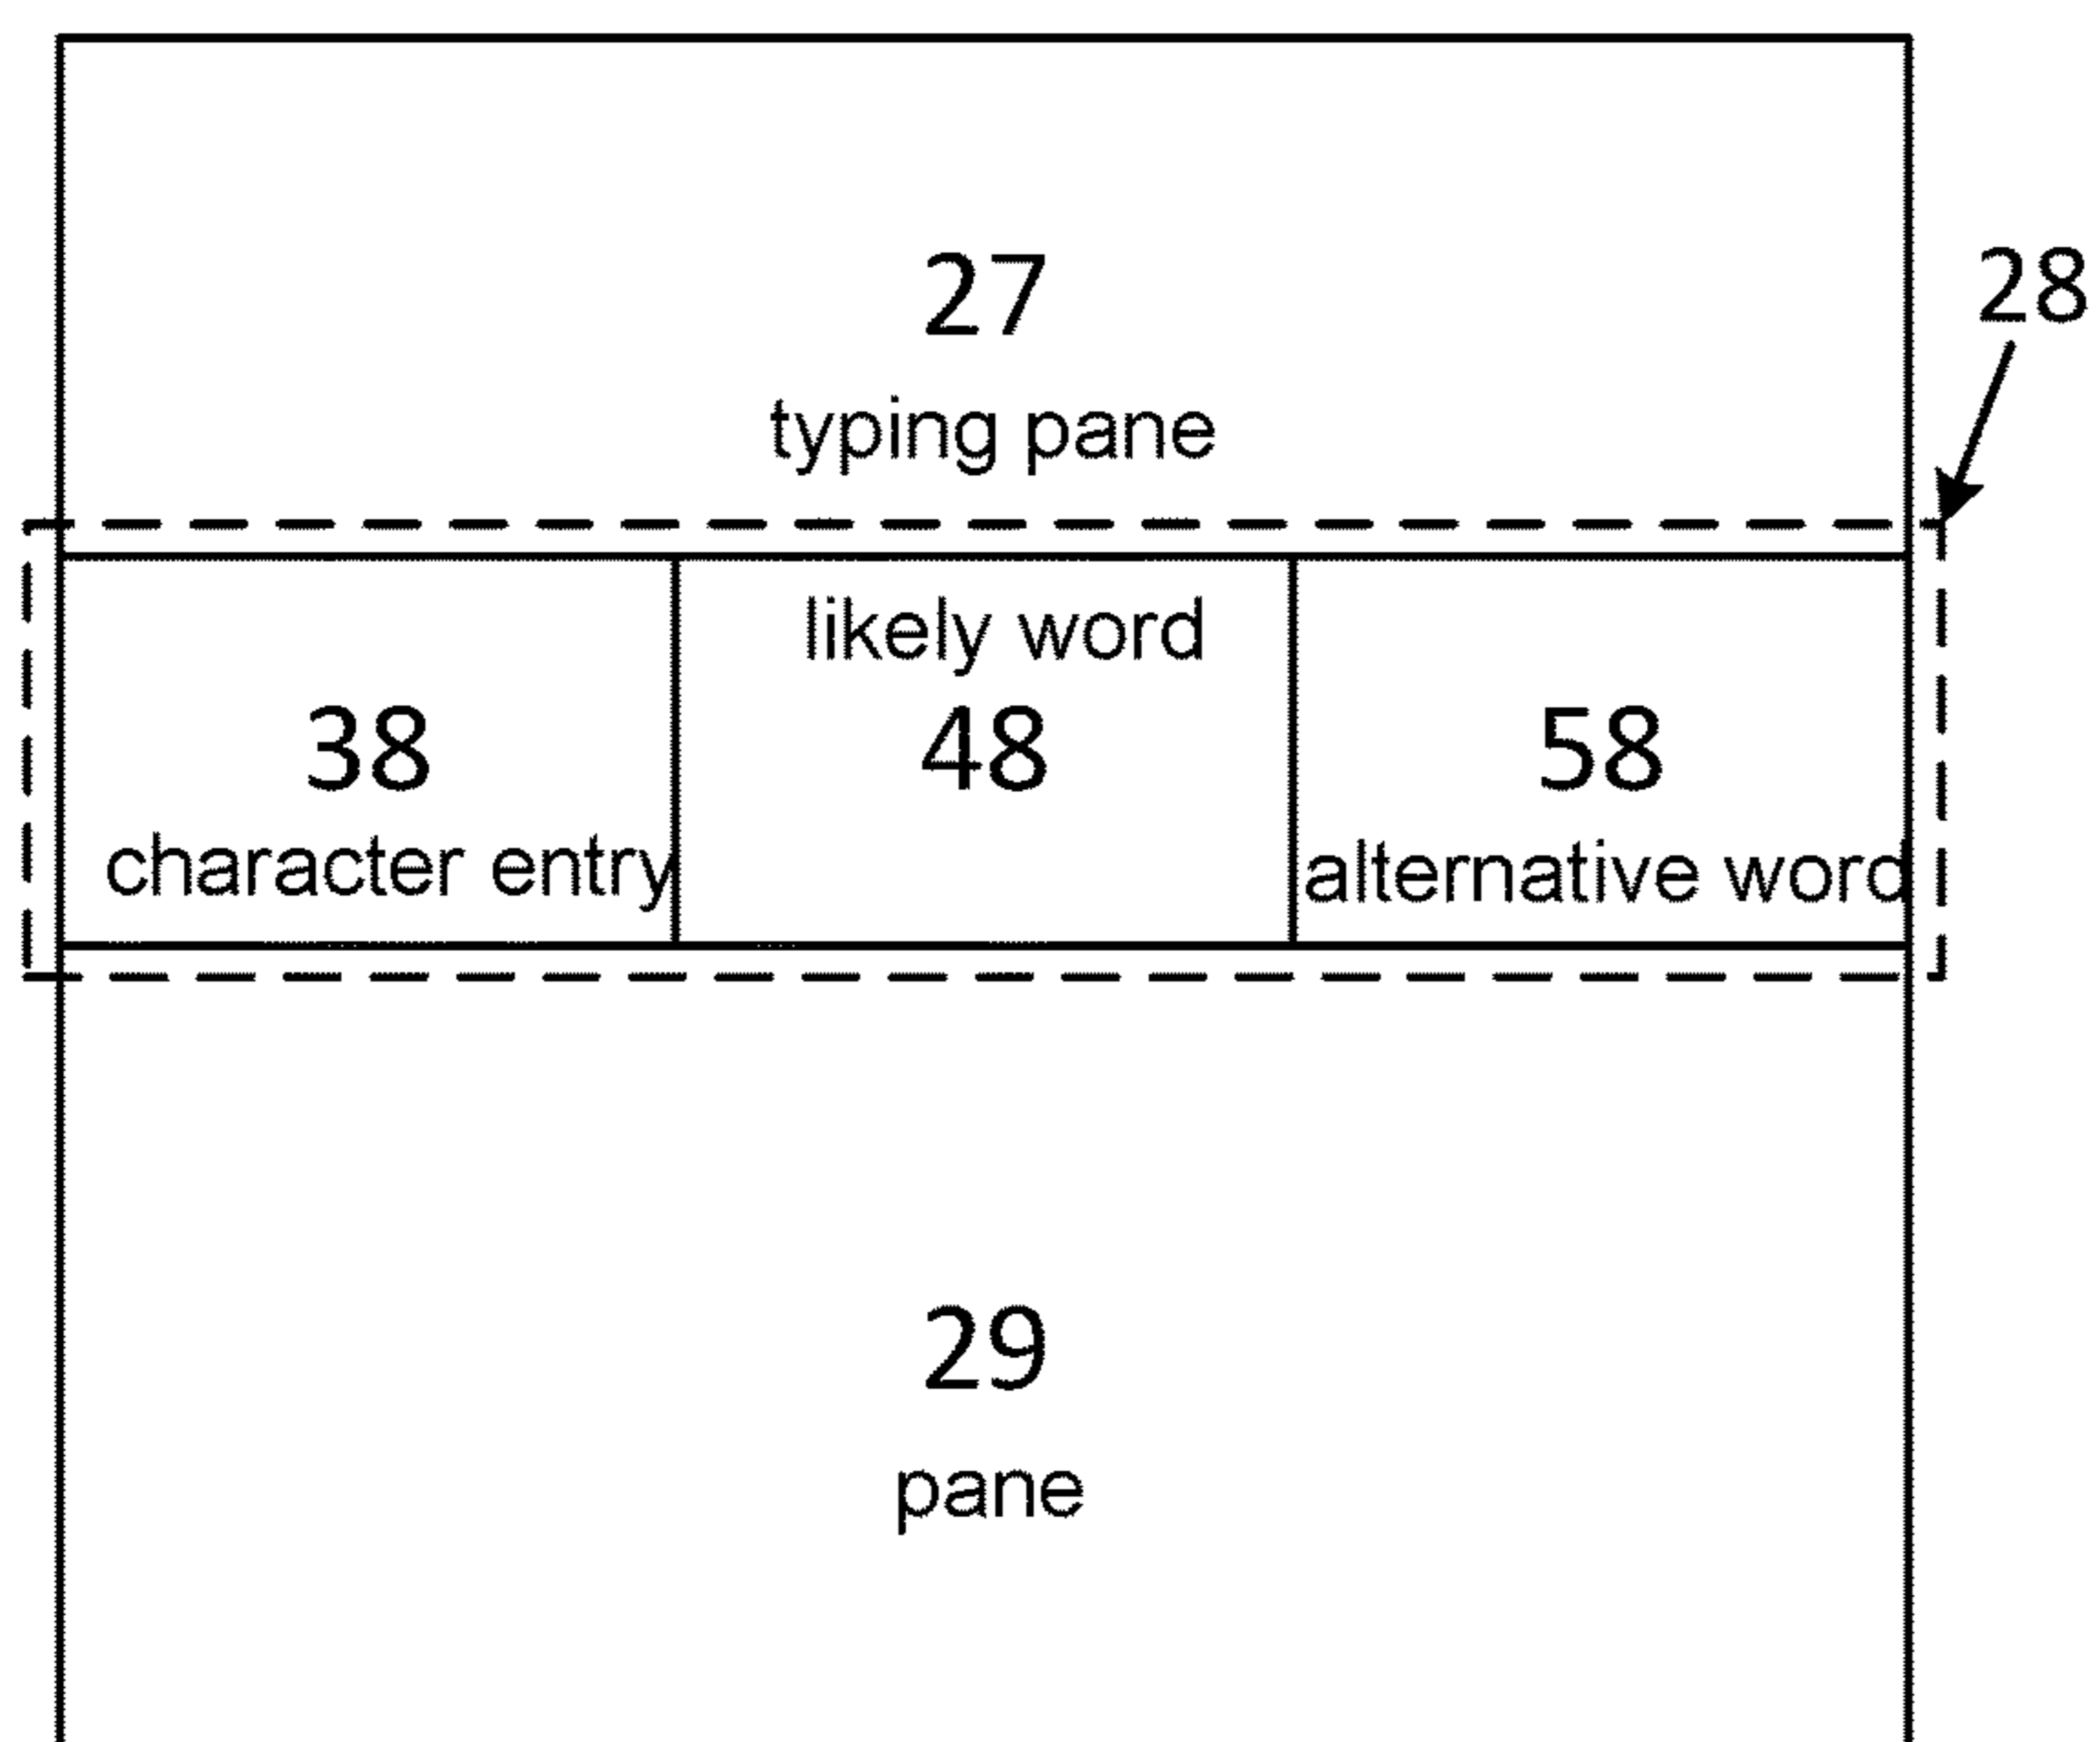 27
typing pane
28
likely word
38
48
58
character entry
alternative word
29
pane